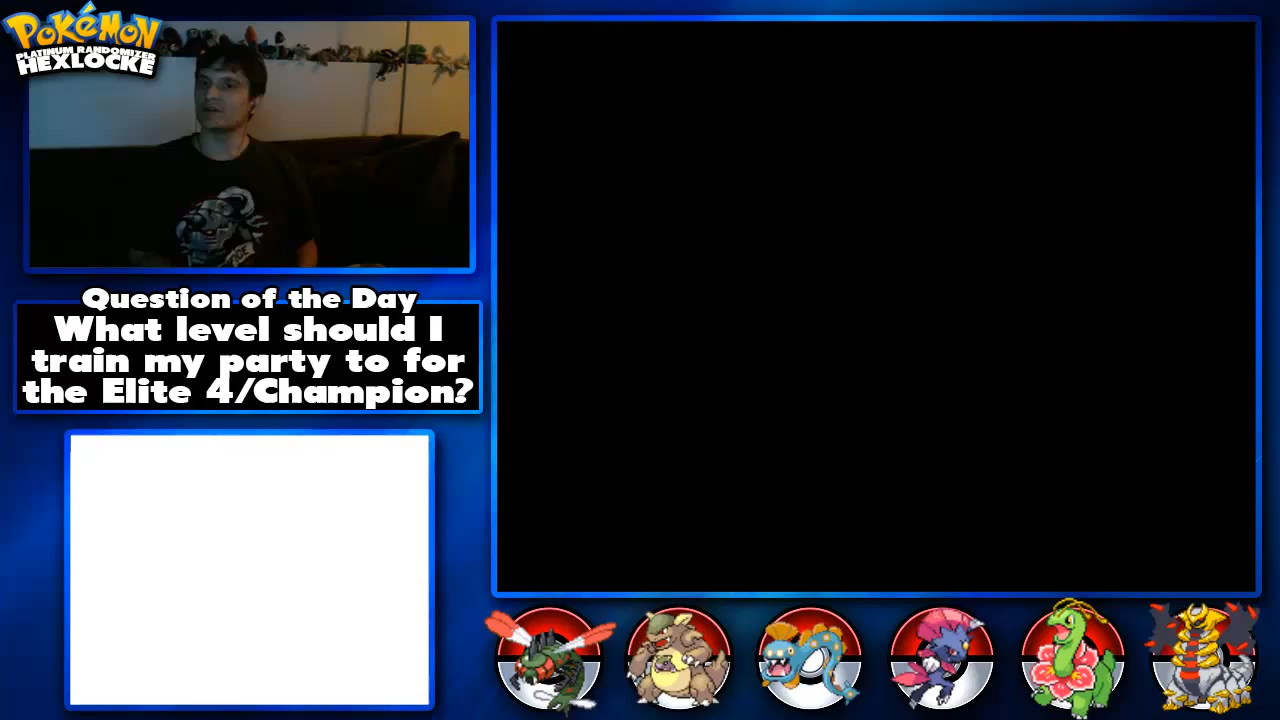 POKéMON
PLATINUM RANDOMIZER
HEXLOCKE
Question of the Day
What level should I
train my party to for
the Elite 4/Champion?